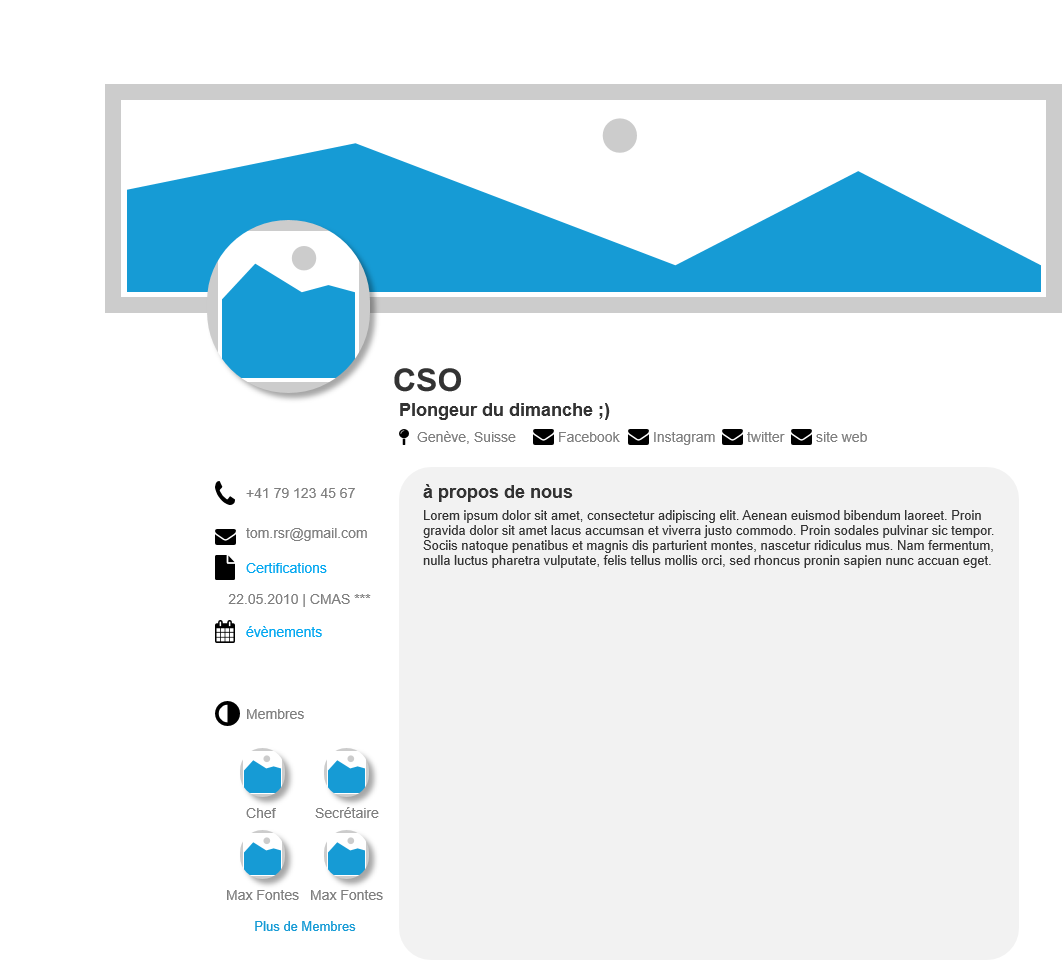 CSO
Plongeur du dimanche ;)
Genève, Suisse Facebook Instagram twitter site web
+41 79 123 45 67
tom.rsr@gmail.com
Certifications
22.05.2010 | CMAS ***
évènements
Membres
Chef Secrétaire
Max Fontes Max Fontes
Plus de Membres
à propos de nous
Lorem ipsum dolor sit amet, consectetur adipiscing elit. Aenean euismod bibendum laoreet. Proin
gravida dolor sit amet lacus accumsan et viverra justo commodo. Proin sodales pulvinar sic tempor.
Sociis natoque penatibus et magnis dis parturient montes, nascetur ridiculus mus. Nam fermentum,
nulla luctus pharetra vulputate, felis tellus mollis orci, sed rhoncus pronin sapien nunc accuan eget.